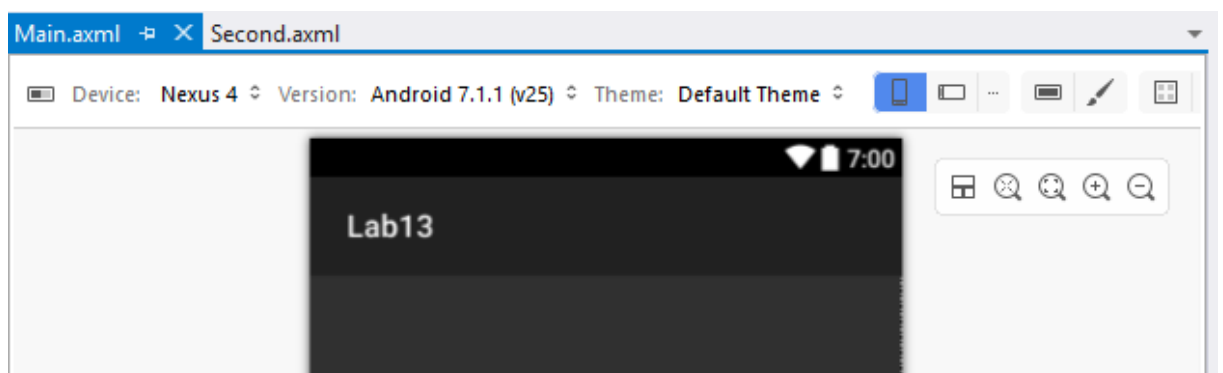 Main.axml Second.axml
Device: Nexus 4 Version: Android 7.1.1 (v25) Theme: Default Theme ...
7:00
Lab13